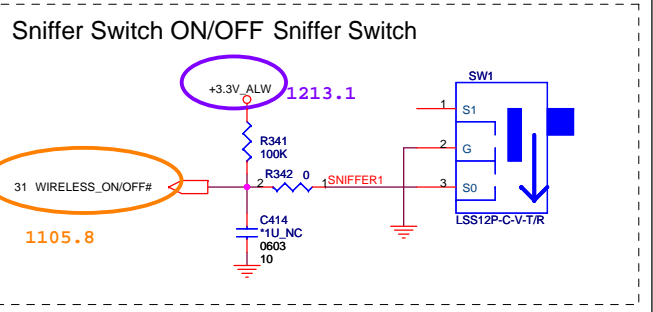 Sniffer Switch ON/OFF Sniffer Switch
SW1
+3.3V_ALW
1213.1
1
S1
R341
100K
2
G
R342 0
31 WIRELESS_ON/OFF#
2
1
SNIFFER1
3
S0
C414
*1U_NC
0603
10
LSS12P-C-V-T/R
1105.8